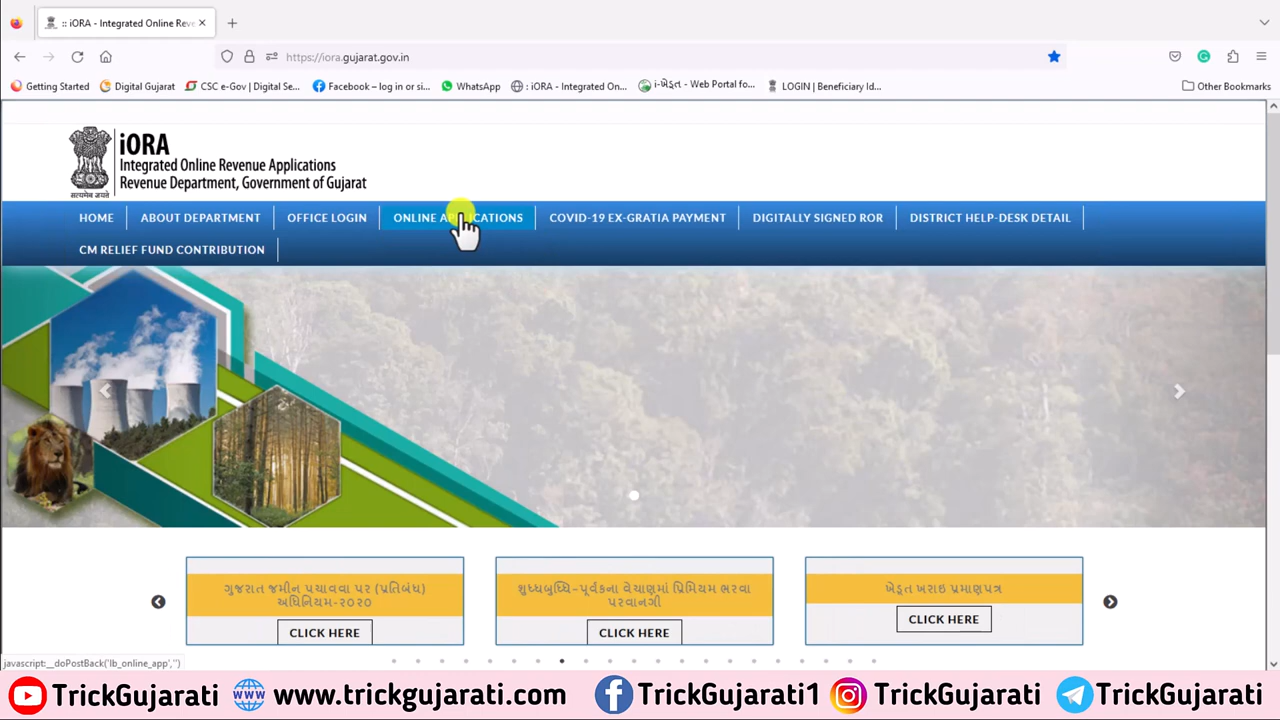 :: iORA - Integrated Online Reve
https://iora.gujarat.gov.in
Getting Started
Digital Gujarat
CSC e-Gov | Digital Se...
Facebook – log in or si...
WhatsApp
: iORA - Integrated On...
i-ખેડૂત - Web Portal fo...
LOGIN | Beneficiary Id...
Other Bookmarks
iORA
Integrated Online Revenue Applications
Revenue Department, Government of Gujarat
सत्यमेव जयते
HOME
ABOUT DEPARTMENT
OFFICE LOGIN
ONLINE APPLICATIONS
COVID-19 EX-GRATIA PAYMENT
DIGITALLY SIGNED ROR
DISTRICT HELP-DESK DETAIL
CM RELIEF FUND CONTRIBUTION
ગુજરાત જમીન પચાવવા પર (પ્રતિબંધ)
અધિનિયમ-૨૦૨૦
CLICK HERE
શુધ્ધબુધ્ધિ-પૂર્વકના વેચાણમાં પ્રિમિયમ ભરવા
પરવાનગી
CLICK HERE
ખેડૂત ખરાઇ પ્રમાણપત્ર
CLICK HERE
javascript:__doPostBack('lb_online_app','')
TrickGujarati
www.trickgujarati.com
TrickGujarati1
TrickGujarati
TrickGujarati